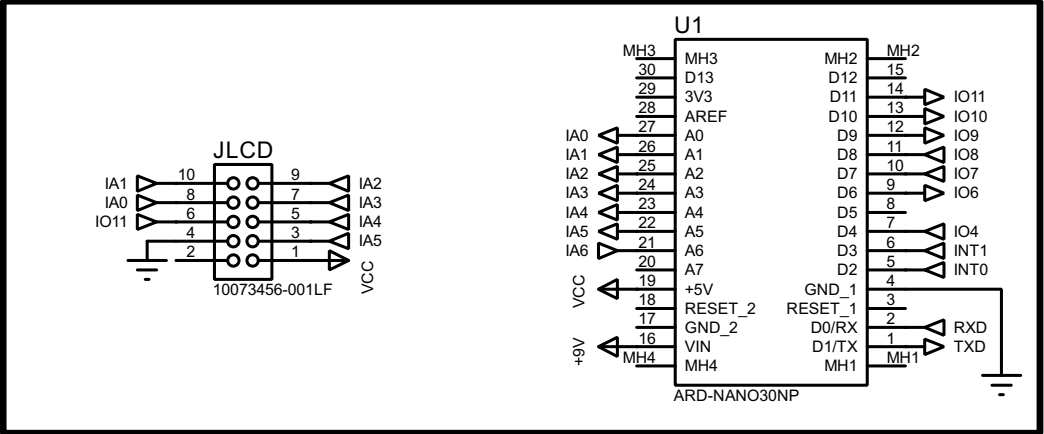 JLCD
IA1 10 9 IA2
IA0 8 7 IA3
IO11 6 5 IA4
4 3 IA5
2 1 VCC
10073456-001LF
U1
MH3 MH3 MH2 MH2
30 D13 D12 15
29 3V3 D11 14 IO11
28 AREF D10 13 IO10
IA0 27 A0 D9 12 IO9
IA1 26 A1 D8 11 IO8
IA2 25 A2 D7 10 IO7
IA3 24 A3 D6 9 IO6
IA4 23 A4 D5 8
IA5 22 A5 D4 7 IO4
IA6 21 A6 D3 6 INT1
20 A7 D2 5 INT0
VCC 19 +5V GND_1 4
18 RESET_2 RESET_1 3
17 GND_2 D0/RX 2 RXD
+9V 16 VIN D1/TX 1 TXD
MH4 MH4 MH1 MH1
ARD-NANO30NP